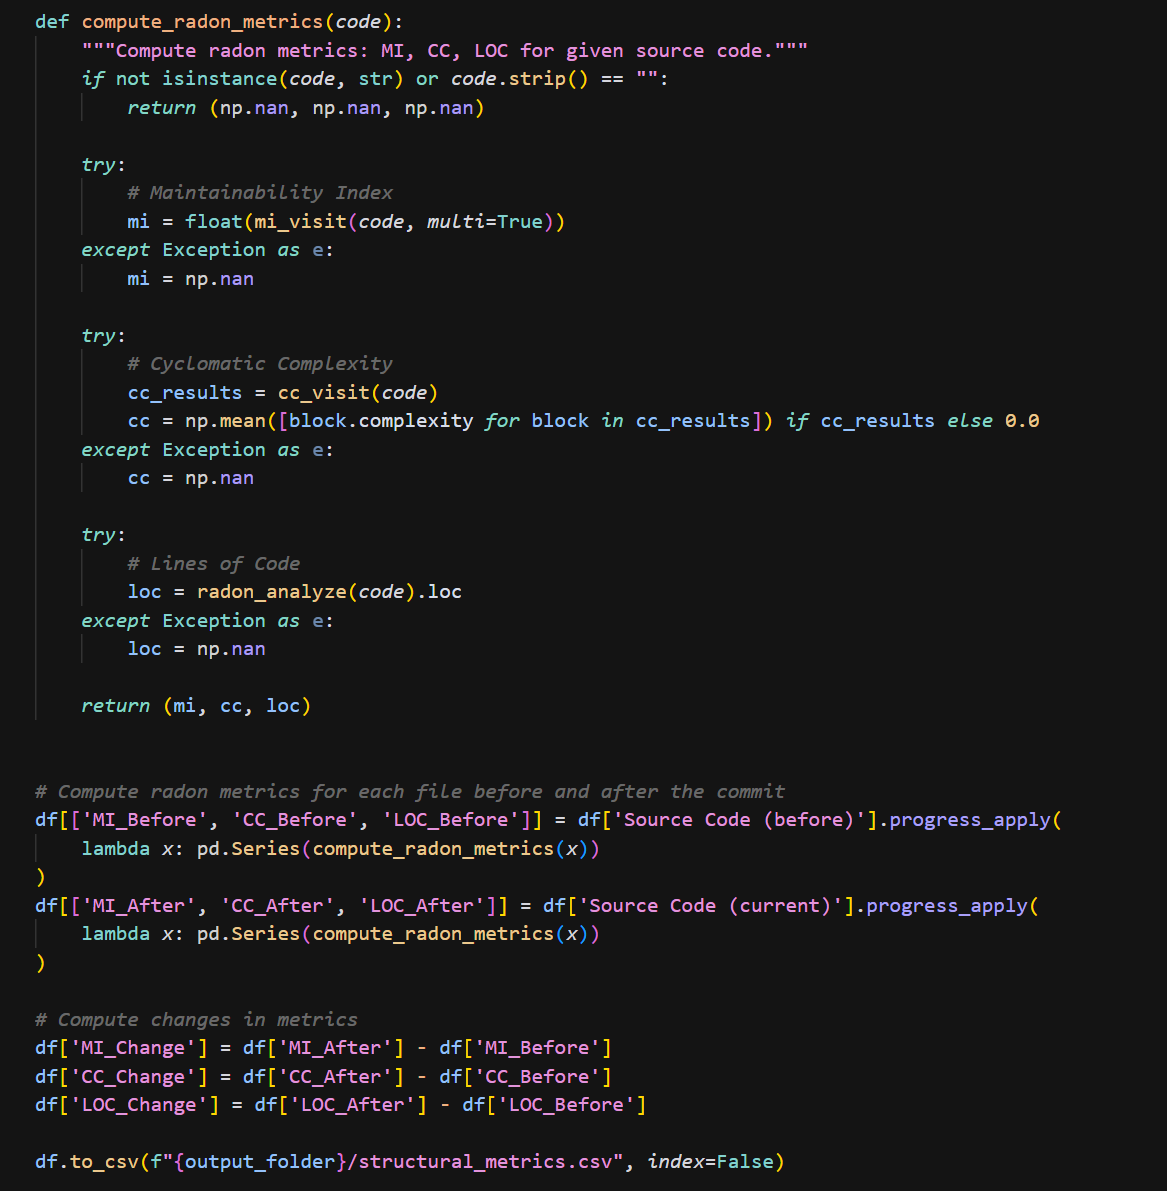 def compute_radon_metrics(code):
    """Compute radon metrics: MI, CC, LOC for given source code."""
    if not isinstance(code, str) or code.strip() == "":
        return (np.nan, np.nan, np.nan)

    try:
        # Maintainability Index
        mi = float(mi_visit(code, multi=True))
    except Exception as e:
        mi = np.nan

    try:
        # Cyclomatic Complexity
        cc_results = cc_visit(code)
        cc = np.mean([block.complexity for block in cc_results]) if cc_results else 0.0
    except Exception as e:
        cc = np.nan

    try:
        # Lines of Code
        loc = radon_analyze(code).loc
    except Exception as e:
        loc = np.nan

    return (mi, cc, loc)


# Compute radon metrics for each file before and after the commit
df[['MI_Before', 'CC_Before', 'LOC_Before']] = df['Source Code (before)'].progress_apply(
    lambda x: pd.Series(compute_radon_metrics(x))
)
df[['MI_After', 'CC_After', 'LOC_After']] = df['Source Code (current)'].progress_apply(
    lambda x: pd.Series(compute_radon_metrics(x))
)

# Compute changes in metrics
df['MI_Change'] = df['MI_After'] - df['MI_Before']
df['CC_Change'] = df['CC_After'] - df['CC_Before']
df['LOC_Change'] = df['LOC_After'] - df['LOC_Before']

df.to_csv(f"{output_folder}/structural_metrics.csv", index=False)